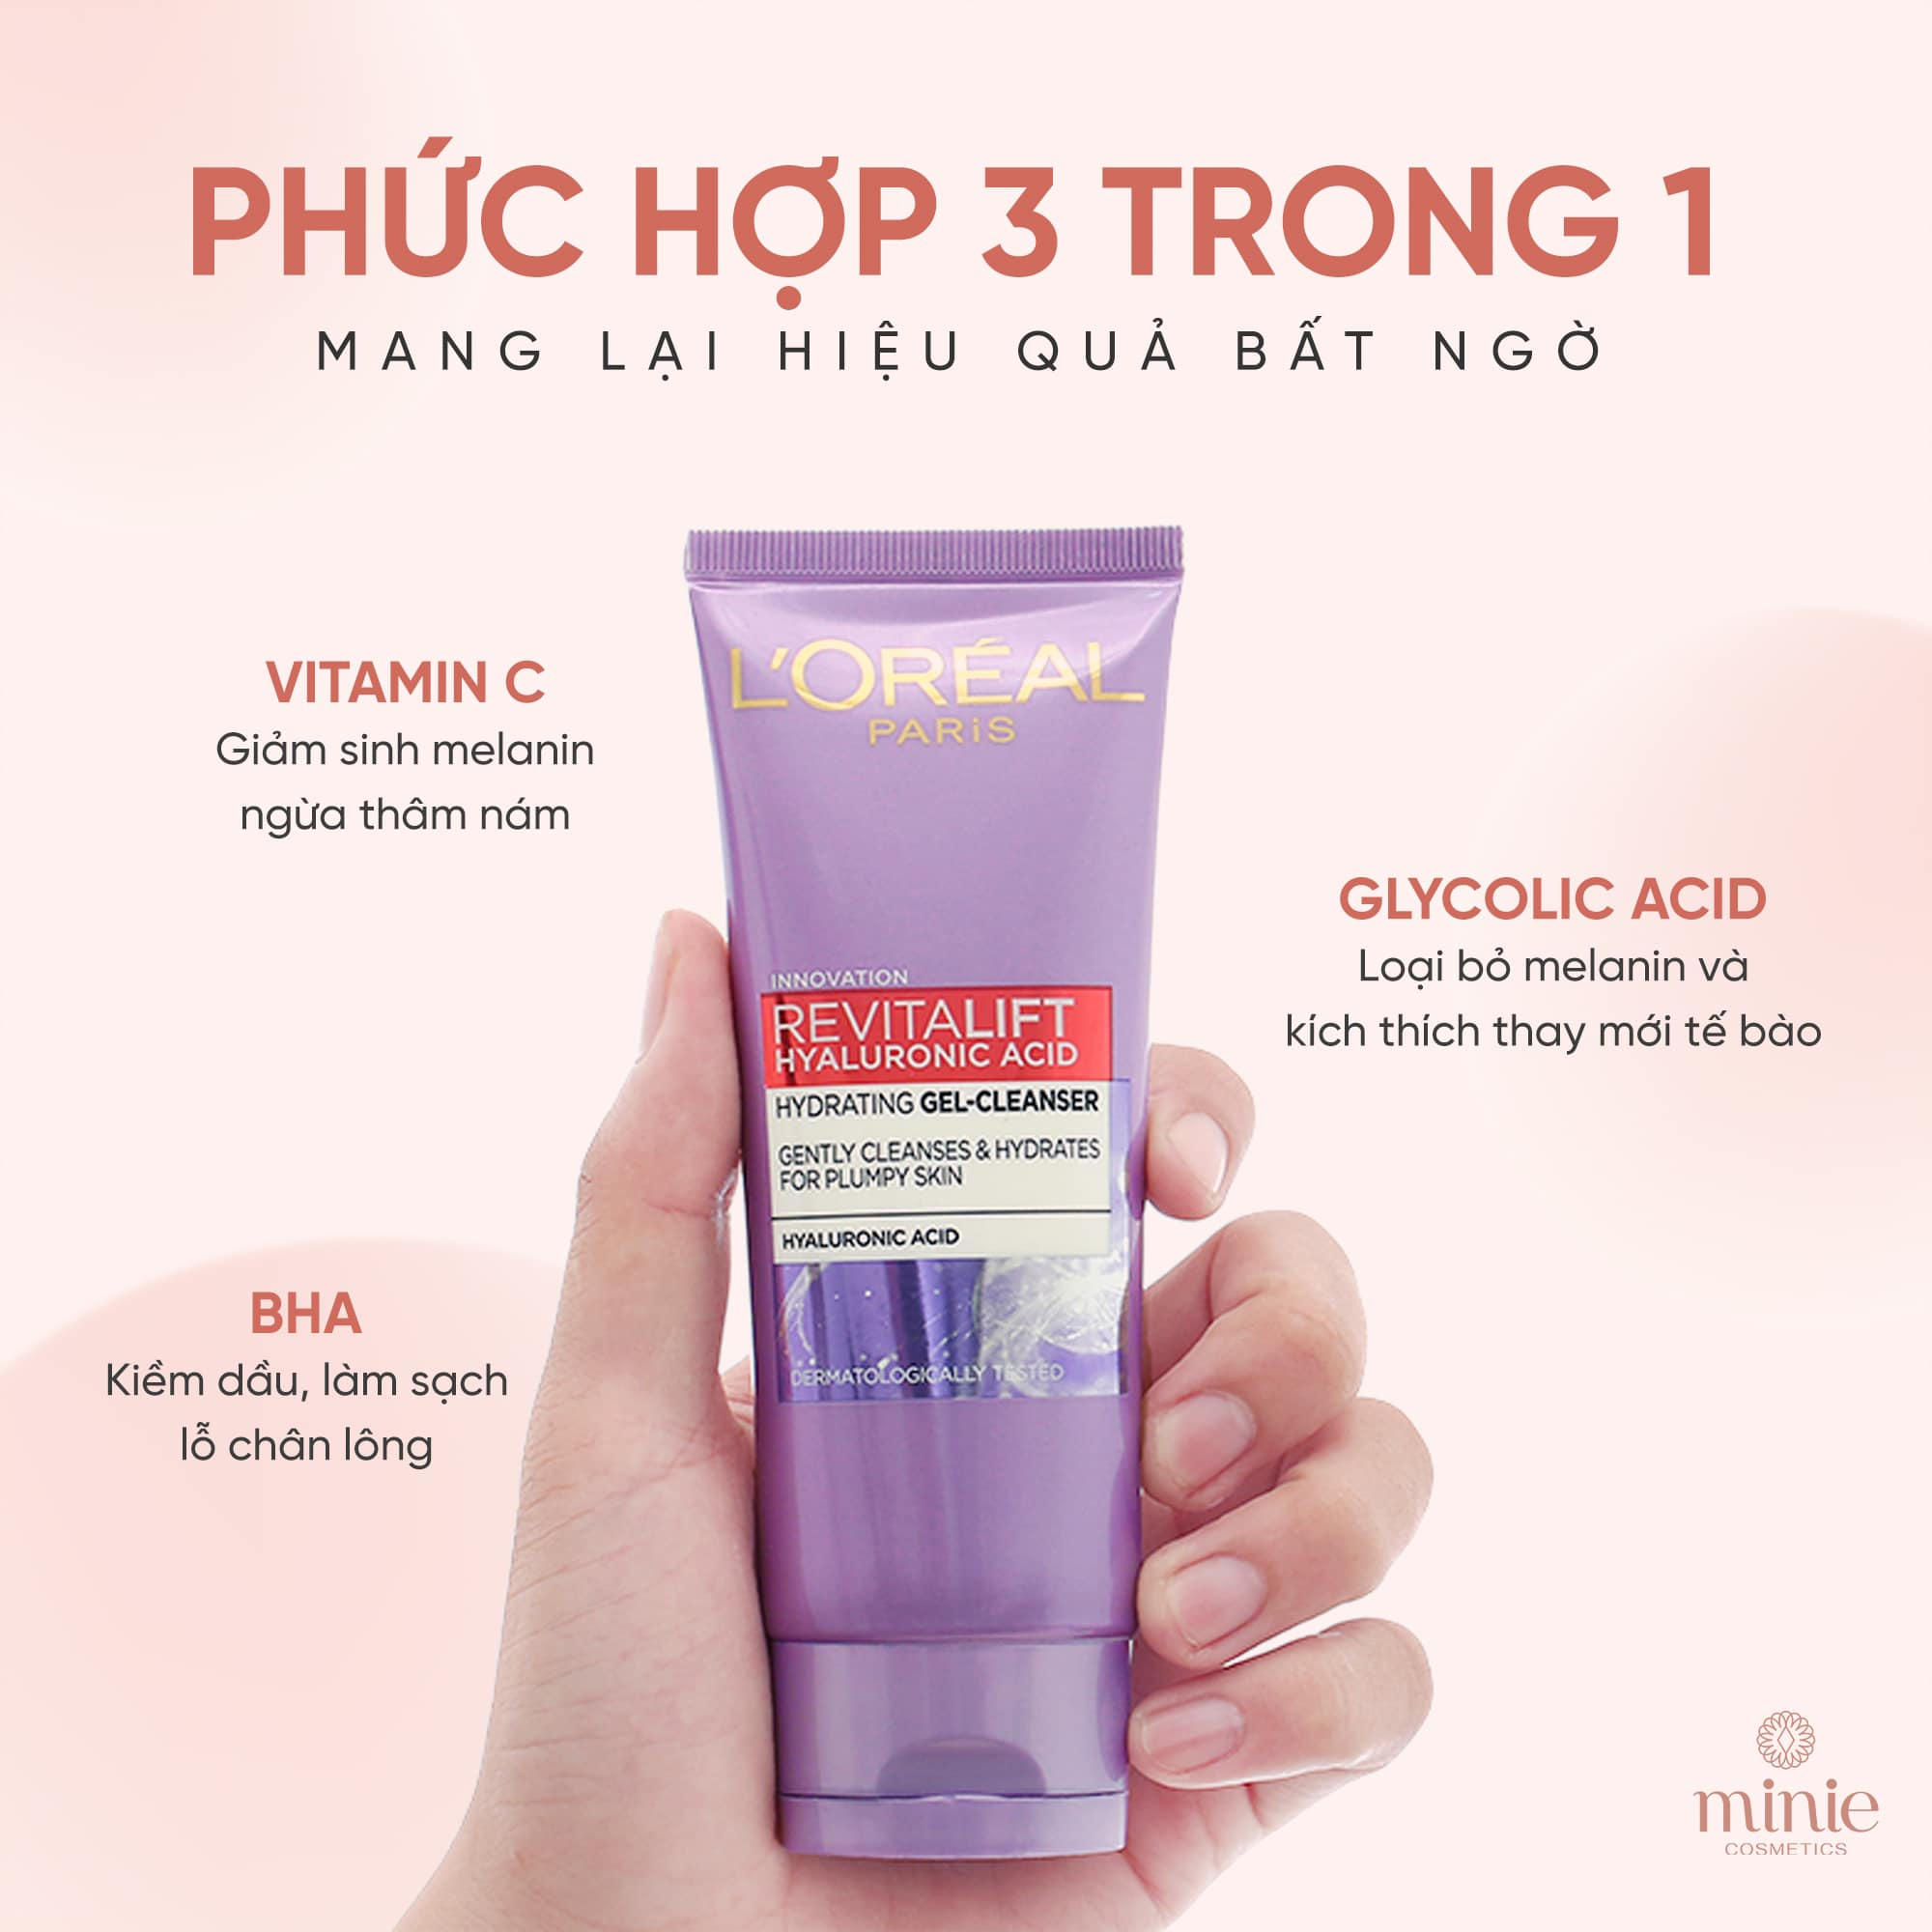 PHỨC HỢP 3 TRONG 1
MANG LẠI HIỆU QUẢ BẤT NGỜ
VITAMIN C
Giảm sinh melanin
ngừa thâm nám
GLYCOLIC ACID
Loại bỏ melanin và
kích thích thay mới tế bào
BHA
Kiềm dầu, làm sạch
lỗ chân lông
L'ORÉAL
PARiS
INNOVATION
REVITALIFT
HYALURONIC ACID
HYDRATING GEL-CLEANSER
GENTLY CLEANSES & HYDRATES
FOR PLUMPY SKIN
HYALURONIC ACID
DERMATOLOGICALLY TESTED
minie
COSMETICS